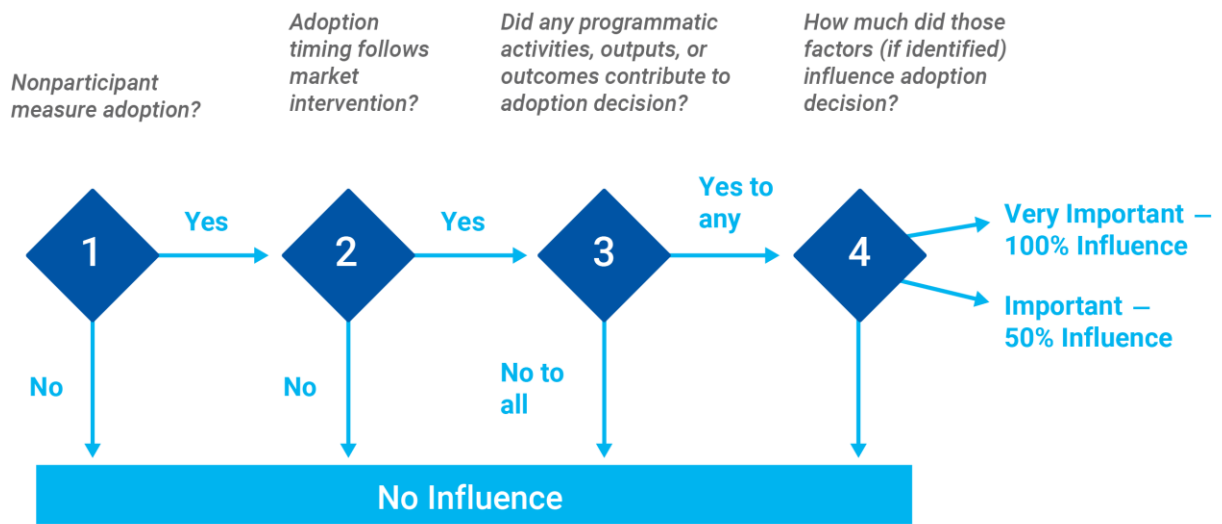 Nonparticipant
measure adoption?
Adoption
timing follows
market
intervention?
Did any programmatic
activities, outputs, or
outcomes contribute to
adoption decision?
How much did those
factors (if identified)
influence adoption
decision?
1
Yes
2
Yes
3
Yes to
any
4
Very Important —
100% Influence
Important —
50% Influence
No
No
No to
all
No Influence